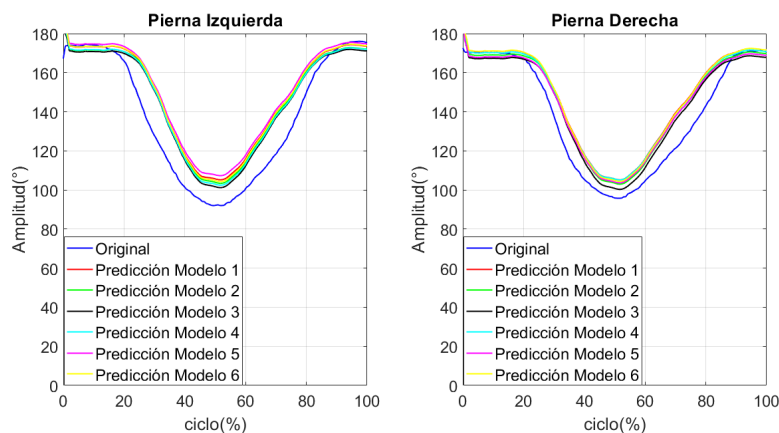 Pierna Izquierda
180
160
140
120
100
80
60
40
20
0
Amplitud(°)
Original
Predicción Modelo 1
Predicción Modelo 2
Predicción Modelo 3
Predicción Modelo 4
Predicción Modelo 5
Predicción Modelo 6
0 20 40 60 80 100
ciclo(%)
Pierna Derecha
180
160
140
120
100
80
60
40
20
0
Amplitud(°)
Original
Predicción Modelo 1
Predicción Modelo 2
Predicción Modelo 3
Predicción Modelo 4
Predicción Modelo 5
Predicción Modelo 6
0 20 40 60 80 100
ciclo(%)